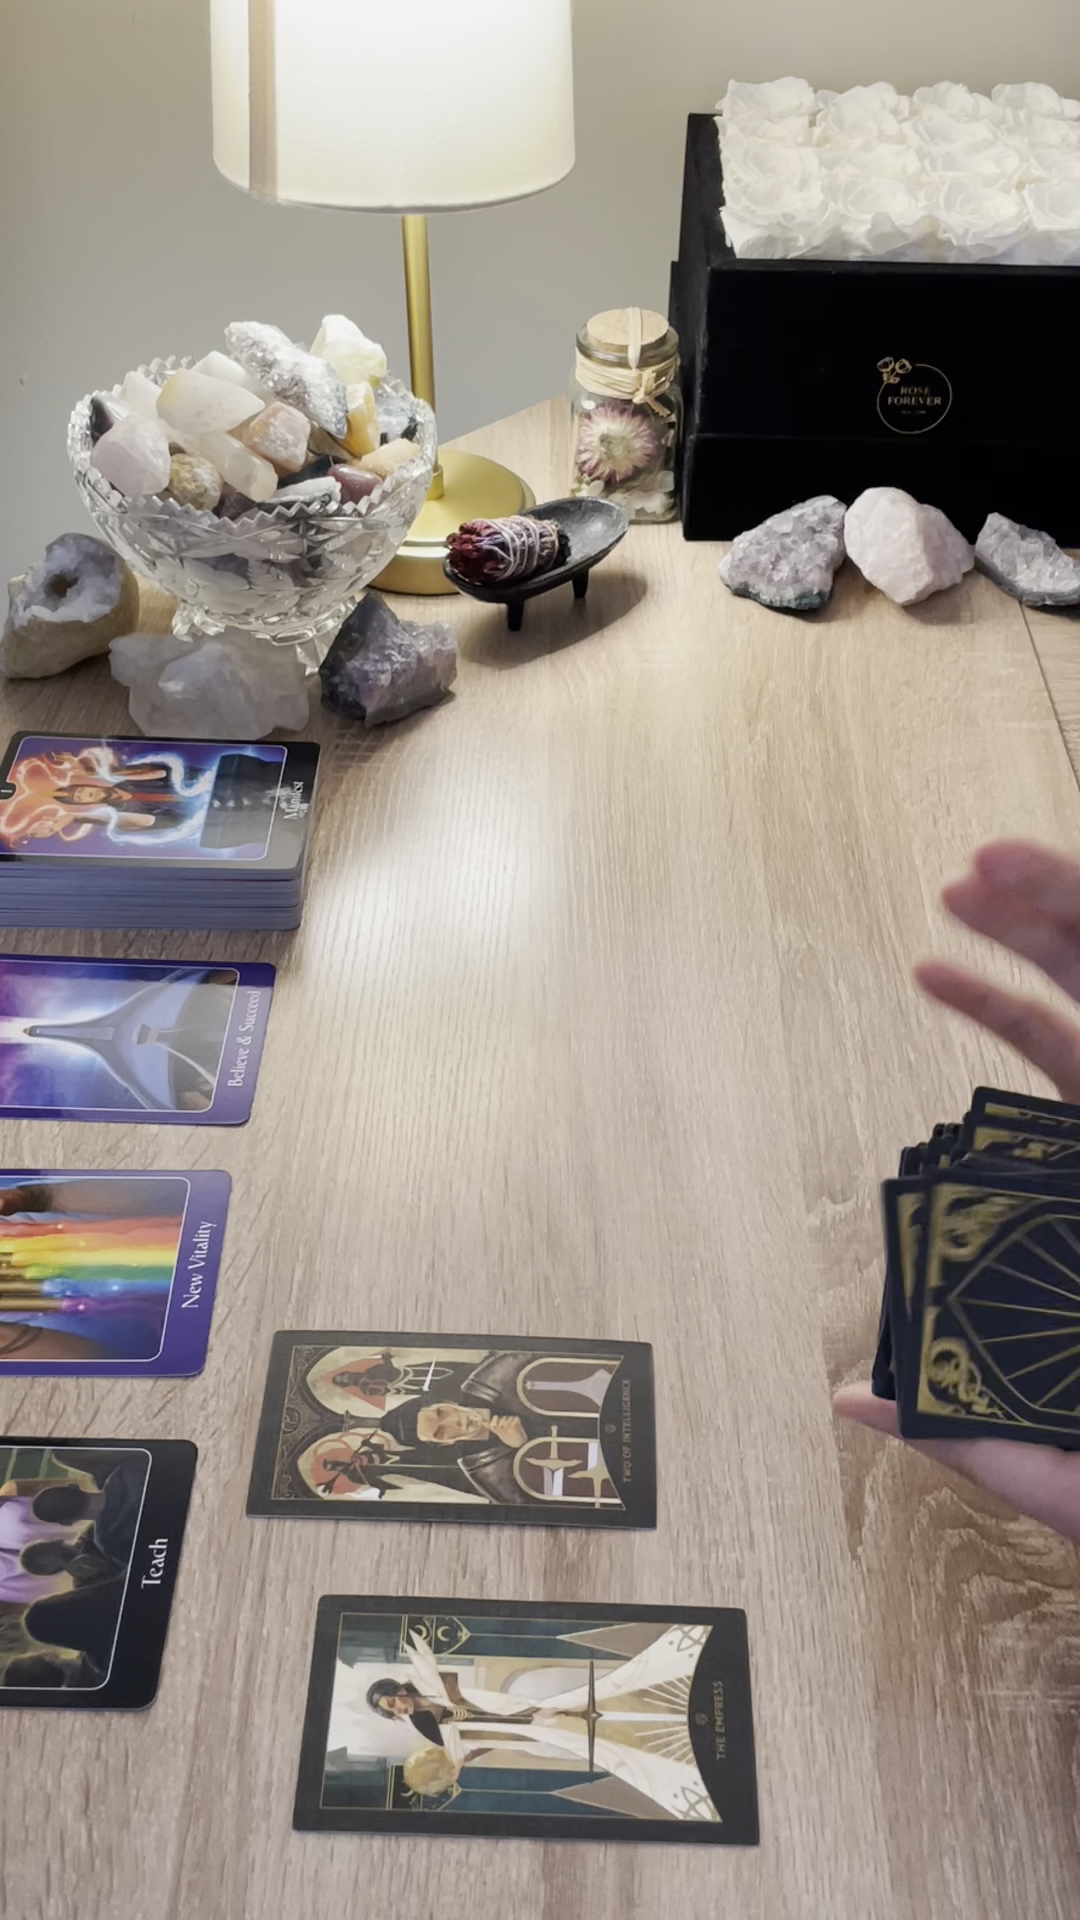 ROSE
FOREVER
Manifest
Believe & Succeed
New Vitality
TWO OF INTELLIGENCE
Teach
THE EMPRESS